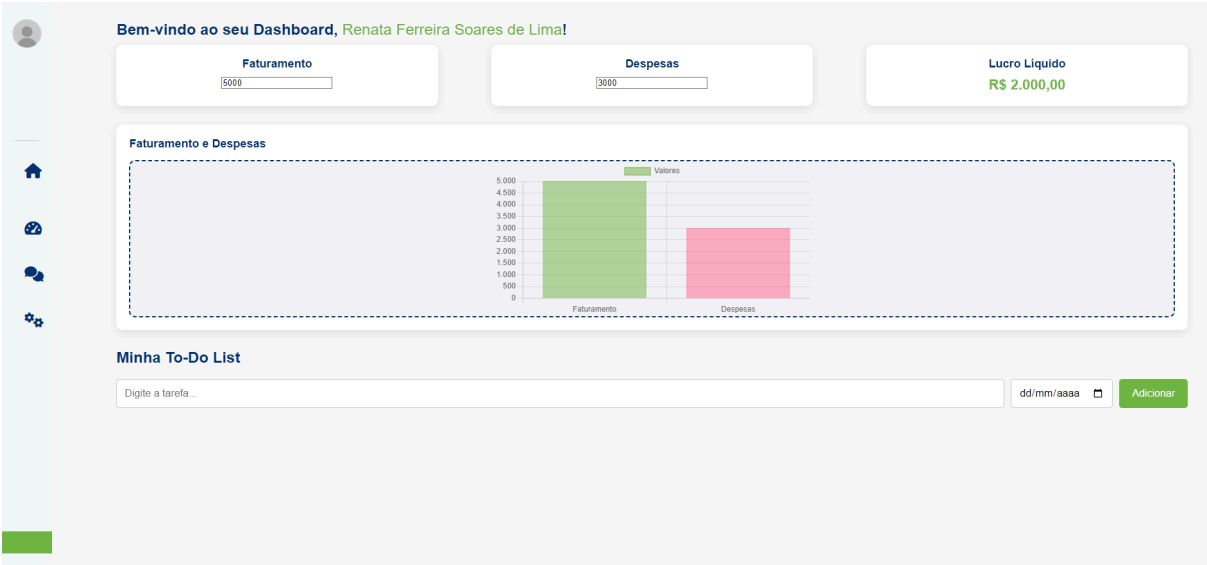 Bem-vindo ao seu Dashboard, Renata Ferreira Soares de Lima!
Faturamento
5000
Despesas
3000
Lucro Líquido
R$ 2.000,00
Faturamento e Despesas
Valores
5.000
4.500
4.000
3.500
3.000
2.500
2.000
1.500
1.000
500
0
Faturamento
Despesas
Minha To-Do List
Digite a tarefa...
dd/mm/aaaa
Adicionar